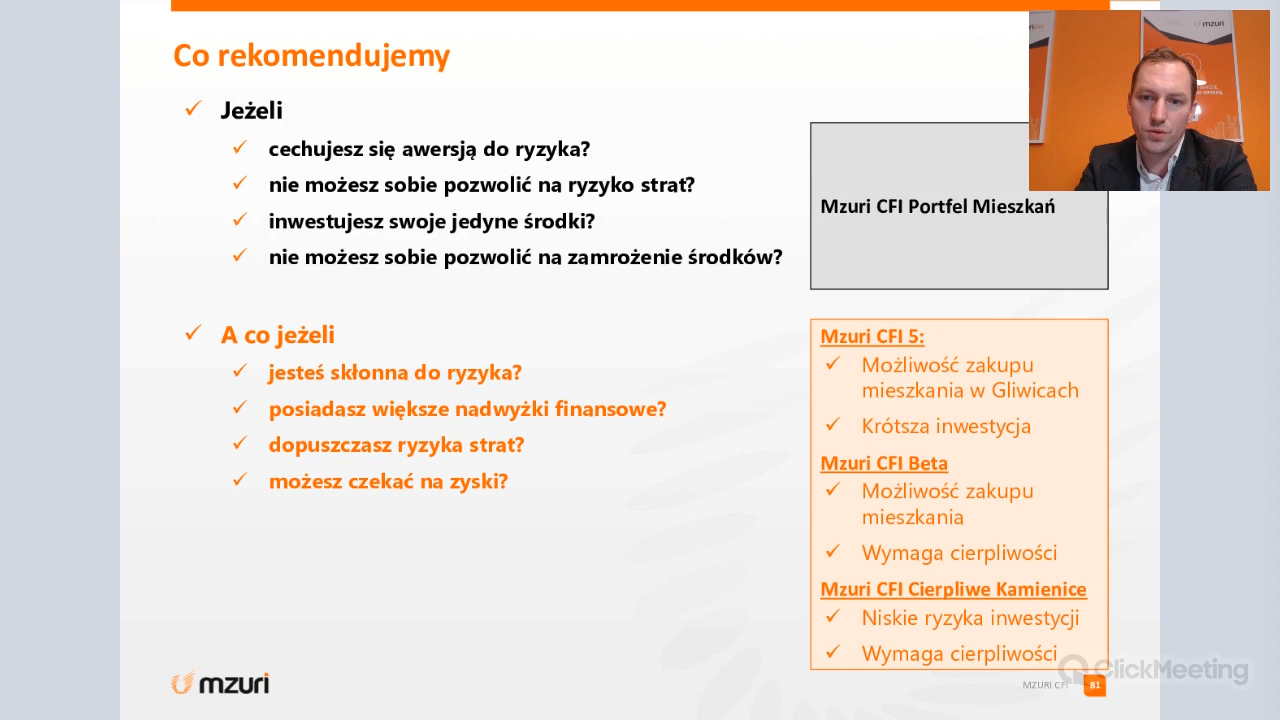 Co rekomendujemy
Jeżeli
cechujesz się awersją do ryzyka?
nie możesz sobie pozwolić na ryzyko strat?
inwestujesz swoje jedyne środki?
nie możesz sobie pozwolić na zamrożenie środków?
Mzuri CFI Portfel Mieszkań
A co jeżeli
jesteś skłonna do ryzyka?
posiadasz większe nadwyżki finansowe?
dopuszczasz ryzyka strat?
możesz czekać na zyski?
Mzuri CFI 5:
Możliwość zakupu
mieszkania w Gliwicach
Krótsza inwestycja
Mzuri CFI Beta
Możliwość zakupu
mieszkania
Wymaga cierpliwości
Mzuri CFI Cierpliwe Kamienice
Niskie ryzyka inwestycji
Wymaga cierpliwości
mzuri
MZURI CFI
81
ClickMeeting
mzuri